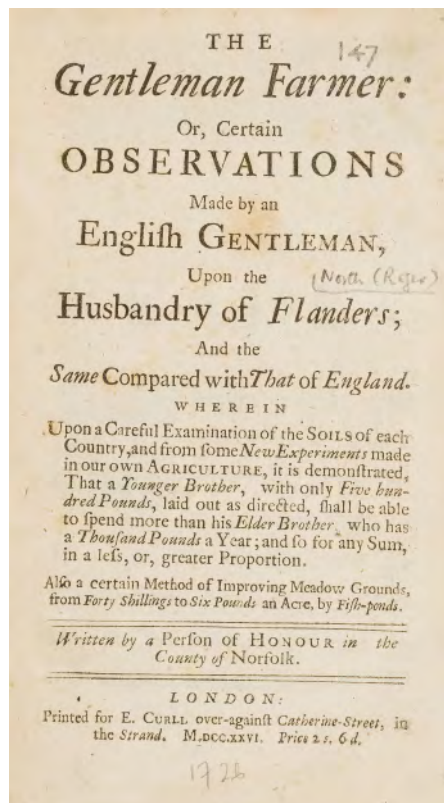 THE
147
Gentleman Farmer:
Or, Certain
OBSERVATIONS
Made by an
Engliſh GENTLEMAN,
Upon the
North (Roger)
Husbandry of Flanders;
And the
Same Compared with That of England.
WHEREIN
Upon a Careful Examination of the SOILS of each
Country, and from ſome New Experiments made
in our own AGRICULTURE, it is demonſtrated,
That a Younger Brother, with only Five hun-
dred Pounds, laid out as directed, ſhall be able
to ſpend more than his Elder Brother who has
a Thouſand Pounds a Year; and ſo for any Sum,
in a leſs, or, greater Proportion.
Alſo a certain Method of Improving Meadow Grounds,
from Forty Shillings to Six Pounds an Acre, by Fiſh-ponds.
Written by a Perſon of HONOUR in the
County of Norfolk.
LONDON:
Printed for E. CURLL over-againſt Catherine-Street, in
the Strand. M.DCC.XXVI. Price 2 s. 6 d.
1726